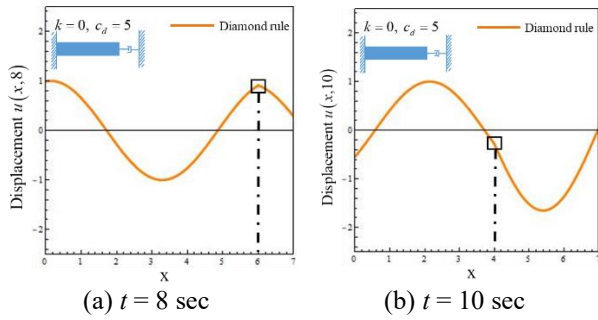 k = 0, c_d = 5
Diamond rule
Displacement u(x,8)
2
1
0
-1
-2
0 1 2 3 4 5 6 7
X
(a) t = 8 sec
k = 0, c_d = 5
Diamond rule
Displacement u(x,10)
2
1
0
-1
-2
0 1 2 3 4 5 6 7
X
(b) t = 10 sec